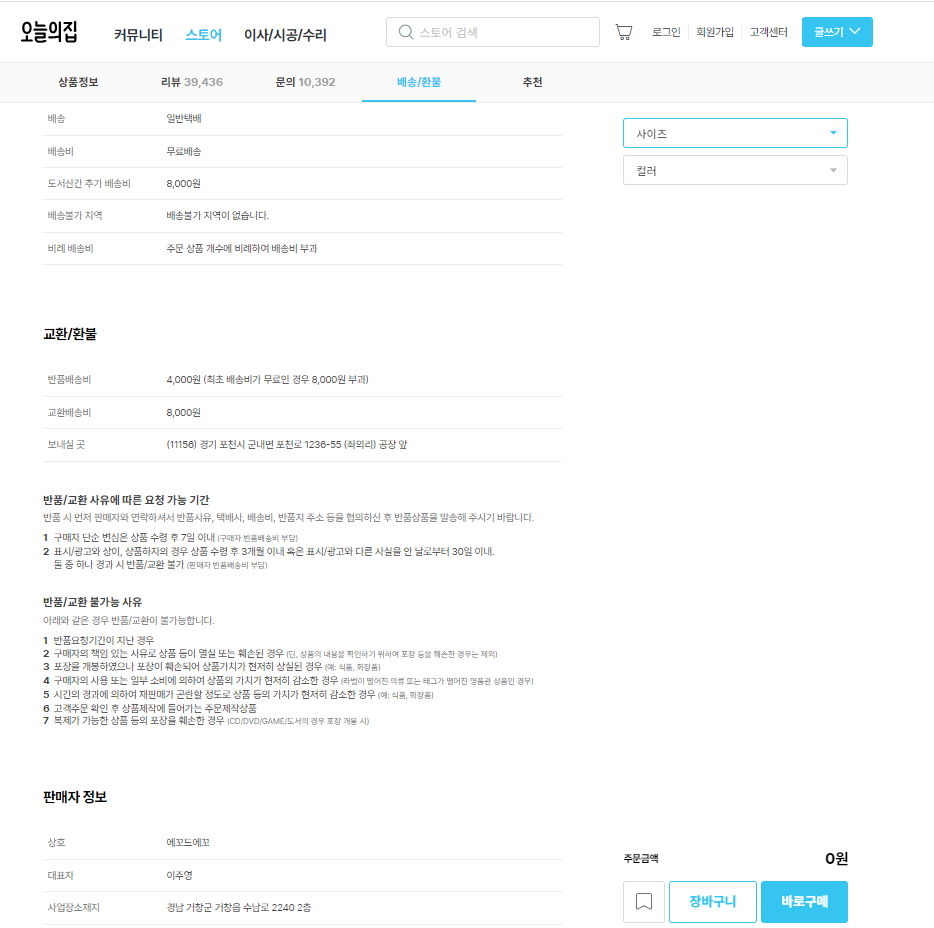 오늘의집 커뮤니티 스토어 이사/시공/수리 스토어 검색 로그인 회원가입 고객센터 글쓰기
상품정보 리뷰 39,436 문의 10,392 배송/환불 추천
배송 일반택배
배송비 무료배송
도서산간 추가 배송비 8,000원
배송불가 지역 배송불가 지역이 없습니다.
비례 배송비 주문 상품 개수에 비례하여 배송비 부과
사이즈
컬러
교환/환불
반품배송비 4,000원 (최초 배송비가 무료인 경우 8,000원 부과)
교환배송비 8,000원
보내실 곳 (11156) 경기 포천시 군내면 포천로 1236-55 (좌의리) 공장 앞
반품/교환 사유에 따른 요청 가능 기간
반품 시 먼저 판매자와 연락하셔서 반품사유, 택배사, 배송비, 반품지 주소 등을 협의하신 후 반품상품을 발송해 주시기 바랍니다.
1 구매자 단순 변심은 상품 수령 후 7일 이내 (구매자 반품배송비 부담)
2 표시/광고와 상이, 상품하자의 경우 상품 수령 후 3개월 이내 혹은 표시/광고와 다른 사실을 안 날로부터 30일 이내.
둘 중 하나 경과 시 반품/교환 불가 (판매자 반품배송비 부담)
반품/교환 불가능 사유
아래와 같은 경우 반품/교환이 불가능합니다.
1 반품요청기간이 지난 경우
2 구매자의 책임 있는 사유로 상품 등이 멸실 또는 훼손된 경우 (단, 상품의 내용을 확인하기 위하여 포장 등을 훼손한 경우는 제외)
3 포장을 개봉하였으나 포장이 훼손되어 상품가치가 현저히 상실된 경우 (예: 식품, 화장품)
4 구매자의 사용 또는 일부 소비에 의하여 상품의 가치가 현저히 감소한 경우 (라벨이 떨어진 의류 또는 태그가 떨어진 명품관 상품인 경우)
5 시간의 경과에 의하여 재판매가 곤란할 정도로 상품 등의 가치가 현저히 감소한 경우 (예: 식품, 화장품)
6 고객주문 확인 후 상품제작에 들어가는 주문제작상품
7 복제가 가능한 상품 등의 포장을 훼손한 경우 (CD/DVD/GAME/도서의 경우 포장 개봉 시)
판매자 정보
상호 에꼬드에꼬
대표자 이주영
사업장소재지 경남 거창군 거창읍 수남로 2240 2층
주문금액 0원
장바구니 바로구매